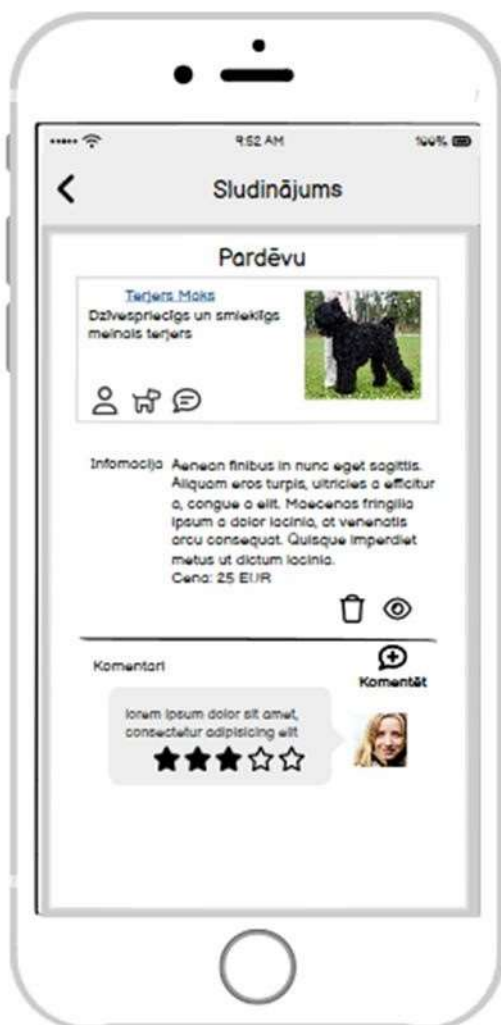 9:52 AM 100%
Sludinājums
Pardēvu
Terjers Moks
Dzīvespriecīgs un smieklīgs
melnais terjers
Infomacija
Aenean finibus in nunc eget sagittis.
Aliquam eros turpis, ultricies a efficitur
a, congue a elit. Maecenas fringilla
ipsum a dolor lacinia, at venenatis
arcu consequat. Quisque imperdiet
metus ut dictum lacinia.
Cena: 25 EUR
Komentari
Komentēt
lorem ipsum dolor sit amet,
consectetur adipisicing elit